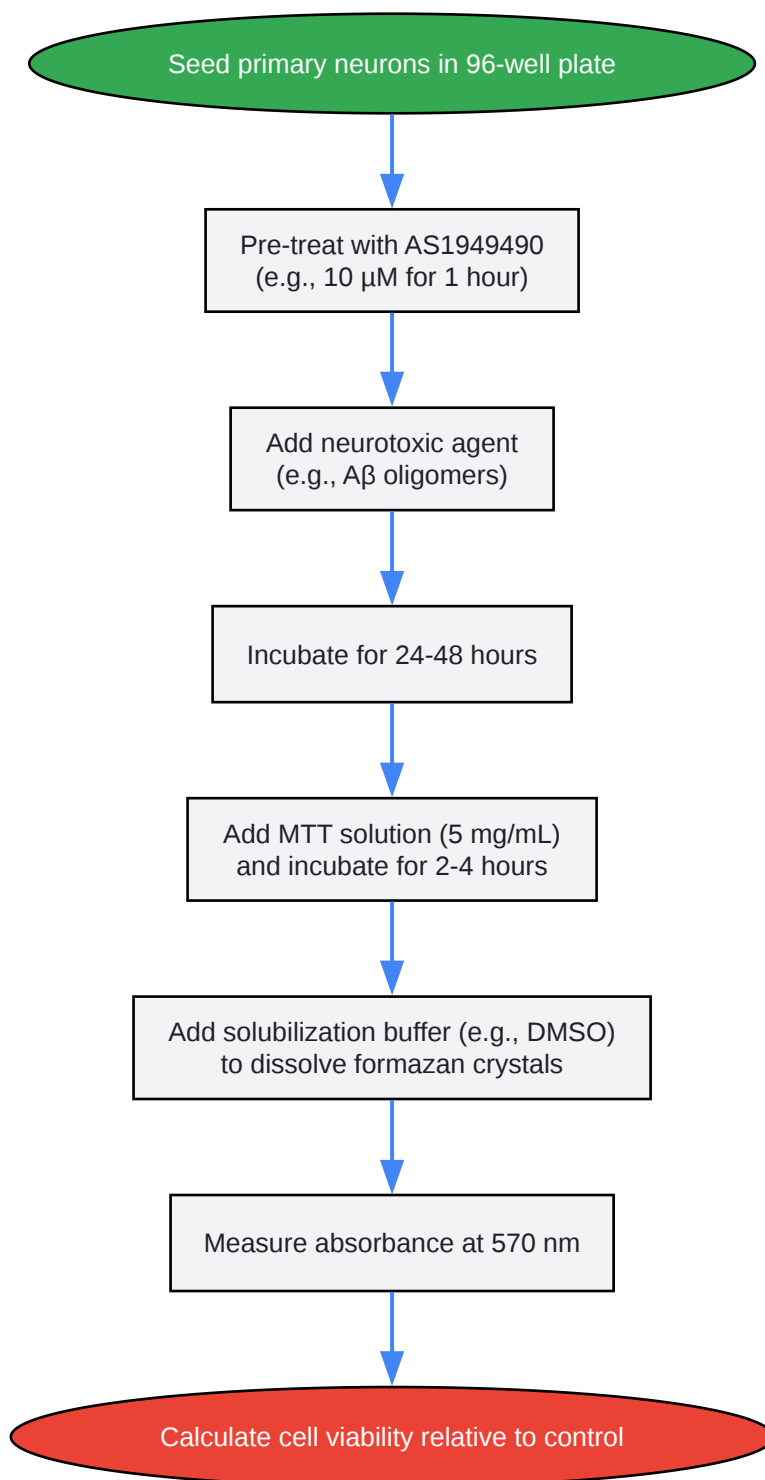 Seed primary neurons in 96-well plate
Pre-treat with AS1949490
(e.g., 10 µM for 1 hour)
Add neurotoxic agent
(e.g., Aβ oligomers)
Incubate for 24-48 hours
Add MTT solution (5 mg/mL)
and incubate for 2-4 hours
Add solubilization buffer (e.g., DMSO)
to dissolve formazan crystals
Measure absorbance at 570 nm
Calculate cell viability relative to control